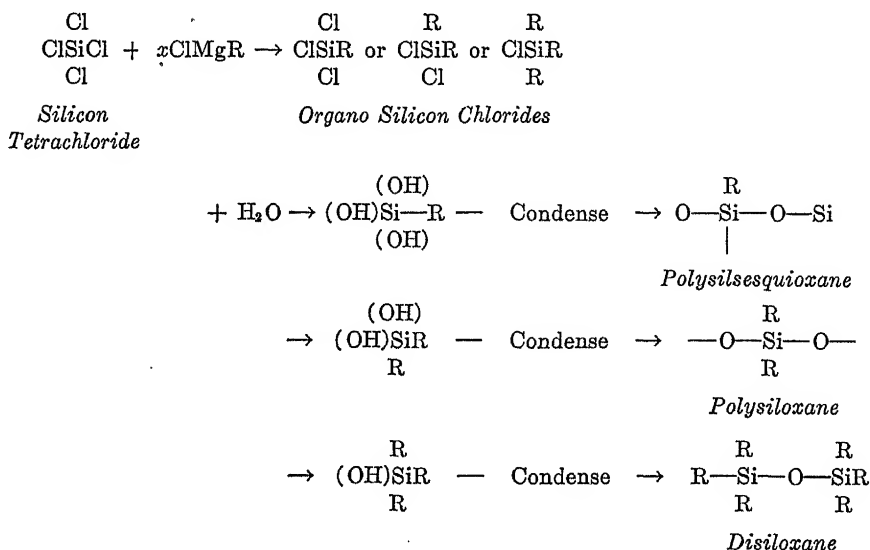 Cl Cl R R
ClSiCl + xClMgR → ClSiR or ClSiR or ClSiR
Cl Cl Cl R
Silicon Organo Silicon Chlorides
Tetrachloride
(OH) R
+ H₂O → (OH)Si—R — Condense → O—Si—O—Si
(OH) |
Polysilsesquioxane
(OH) R
→ (OH)SiR — Condense → —O—Si—O—
R R
Polysiloxane
R R R
→ (OH)SiR — Condense → R—Si—O—SiR
R R R
Disiloxane